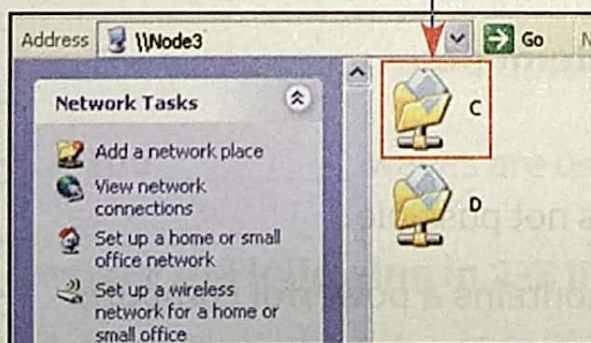 Address \\Node3 Go
Network Tasks
Add a network place
View network
connections
Set up a home or small
office network
Set up a wireless
network for a home or
small office
C
D